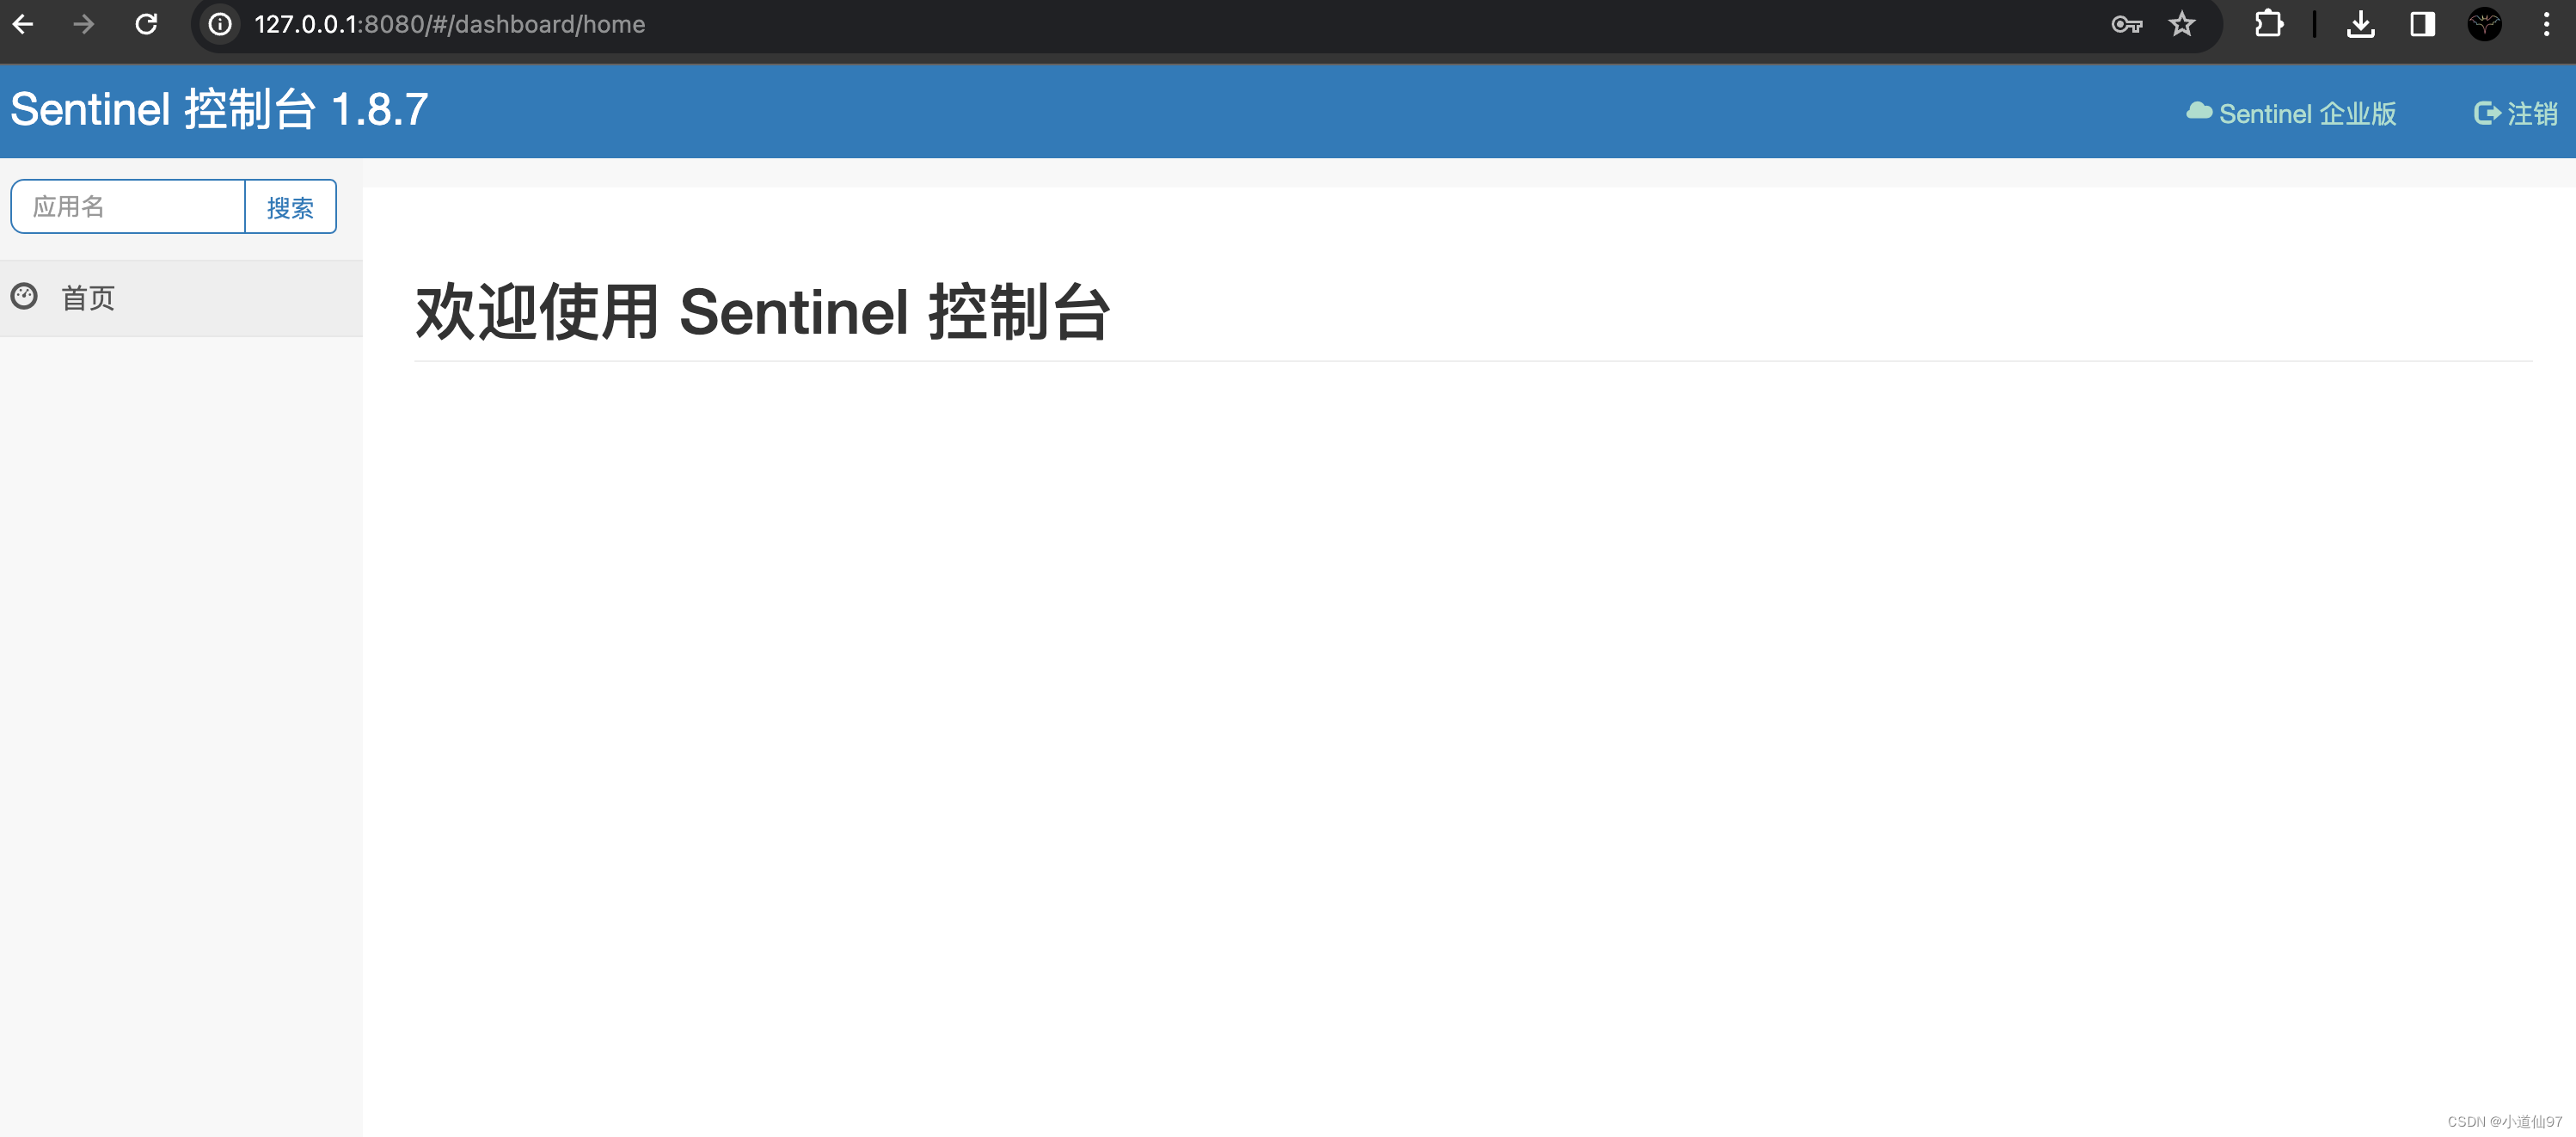 127.0.0.1:8080/#/dashboard/home
Sentinel 控制台 1.8.7
Sentinel 企业版
注销
应用名
搜索
首页
欢迎使用 Sentinel 控制台
CSDN @小道仙97